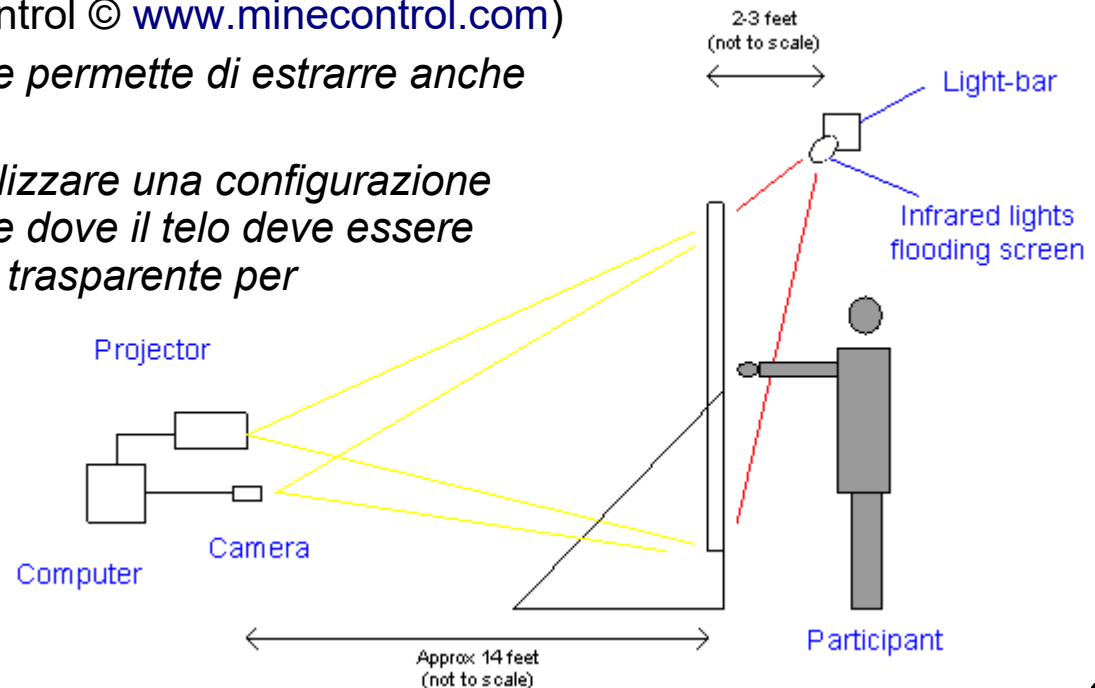 ntrol © www.minecontrol.com)
e permette di estrarre anche
lizzare una configurazione
e dove il telo deve essere
trasparente per
2-3 feet
(not to scale)
Light-bar
Infrared lights
flooding screen
Projector
Camera
Computer
Participant
Approx 14 feet
(not to scale)